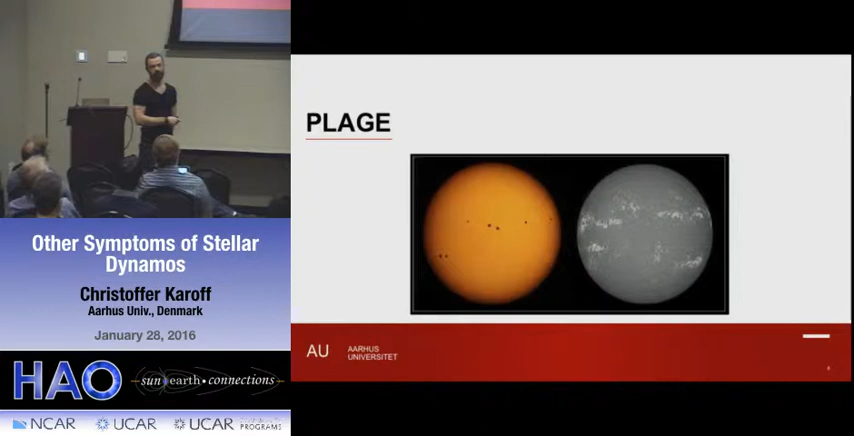 Other Symptoms of Stellar
Dynamos
Christoffer Karoff
Aarhus Univ., Denmark
January 28, 2016
HAO
sun earth • connections
NCAR
UCAR
UCAR
PROGRAMS
PLAGE
AU
AARHUS
UNIVERSITET